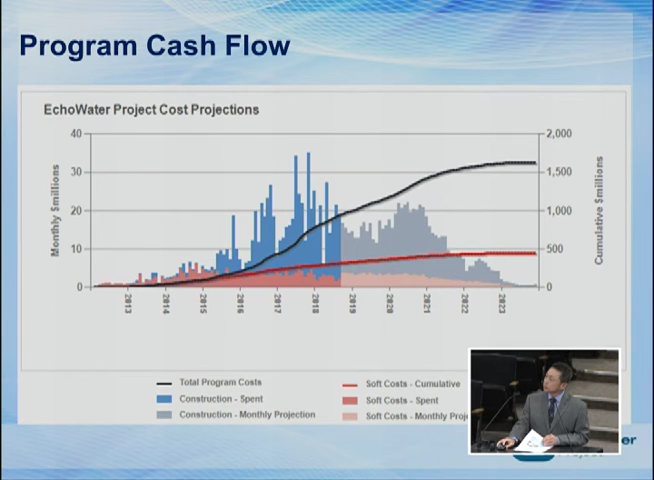 Program Cash Flow
EchoWater Project Cost Projections
40
30
20
10
0
Monthly $millions
2,000
1,500
1,000
500
0
Cumulative $millions
2013
2014
2015
2016
2017
2018
2019
2020
2021
2022
2023
Total Program Costs
Soft Costs - Cumulative
Construction - Spent
Soft Costs - Spent
Construction - Monthly Projection
Soft Costs - Monthly